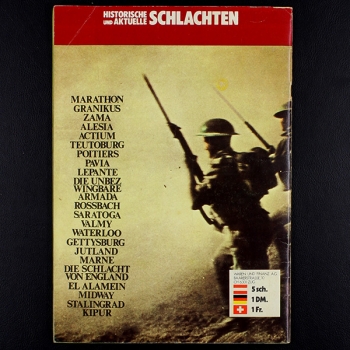 HISTORISCHE
UND AKTUELLE SCHLACHTEN
MARATHON
GRANIKUS
ZAMA
ALESIA
ACTIUM
TEUTOBURG
POITIERS
PAVIA
LEPANTE
DIE UNBEZ
WINGBARE
ARMADA
ROSSBACH
SARATOGA
VALMY
WATERLOO
GETTYSBURG
JUTLAND
MARNE
DIE SCHLACHT
VON ENGLAND
EL ALAMEIN
MIDWAY
STALINGRAD
KIPUR
5 sch.
1 DM.
1 Fr.